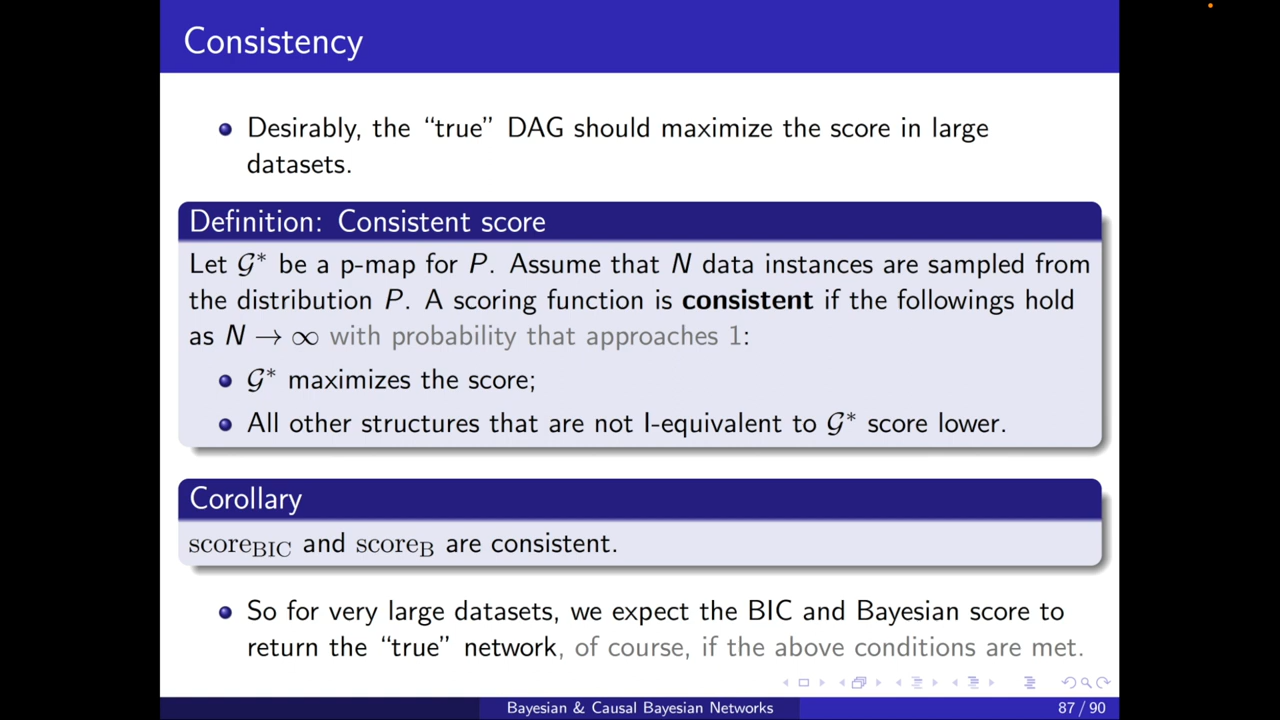 Consistency
Desirably, the “true” DAG should maximize the score in large
datasets.
Definition: Consistent score
Let 𝒢* be a p-map for P. Assume that N data instances are sampled from
the distribution P. A scoring function is consistent if the followings hold
as N → ∞ with probability that approaches 1:
𝒢* maximizes the score;
All other structures that are not I-equivalent to 𝒢* score lower.
Corollary
score_BIC and score_B are consistent.
So for very large datasets, we expect the BIC and Bayesian score to
return the “true” network, of course, if the above conditions are met.
Bayesian & Causal Bayesian Networks 87 / 90